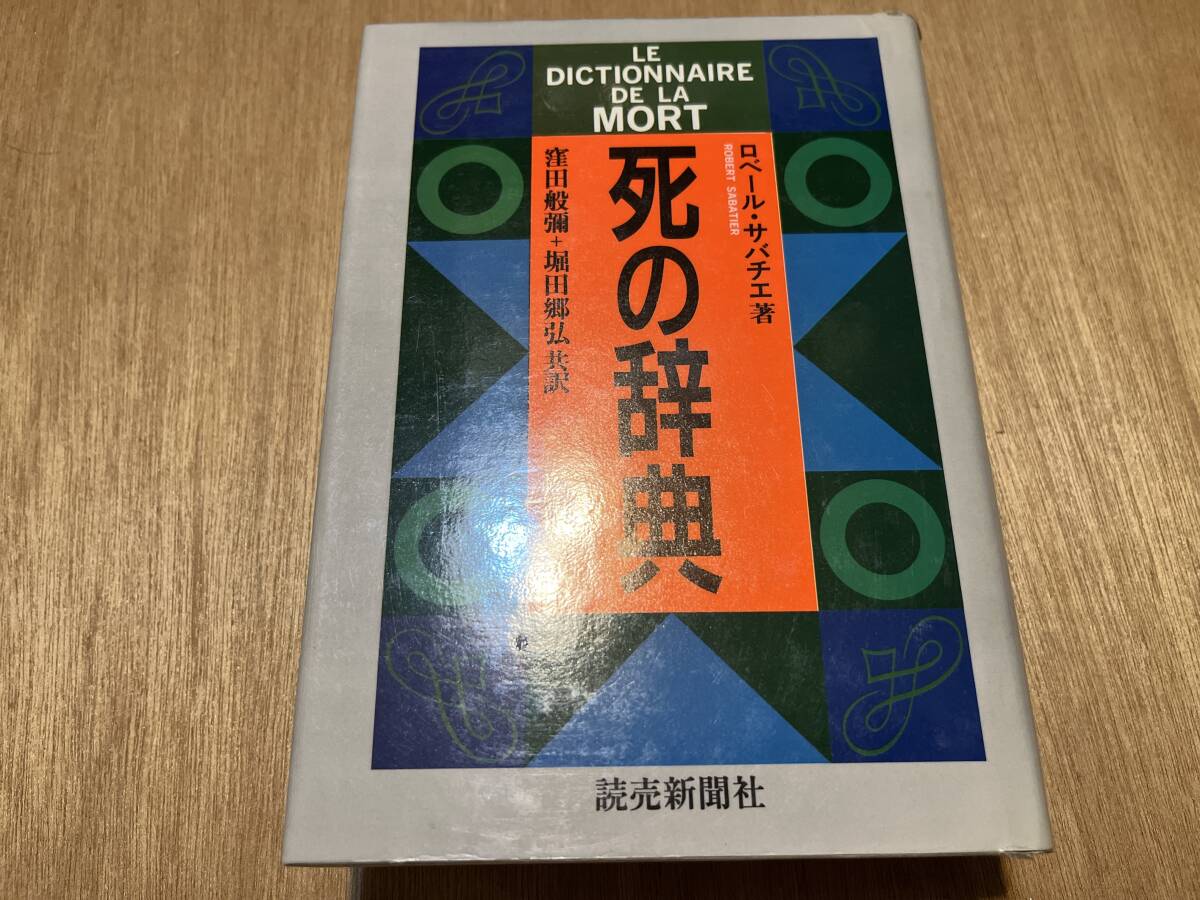 LE
DICTIONNAIRE
DE LA
MORT
ロベール・サバチエ著
ROBERT SABATIER
死の辞典
窪田般彌+堀田郷弘 共訳
読売新聞社